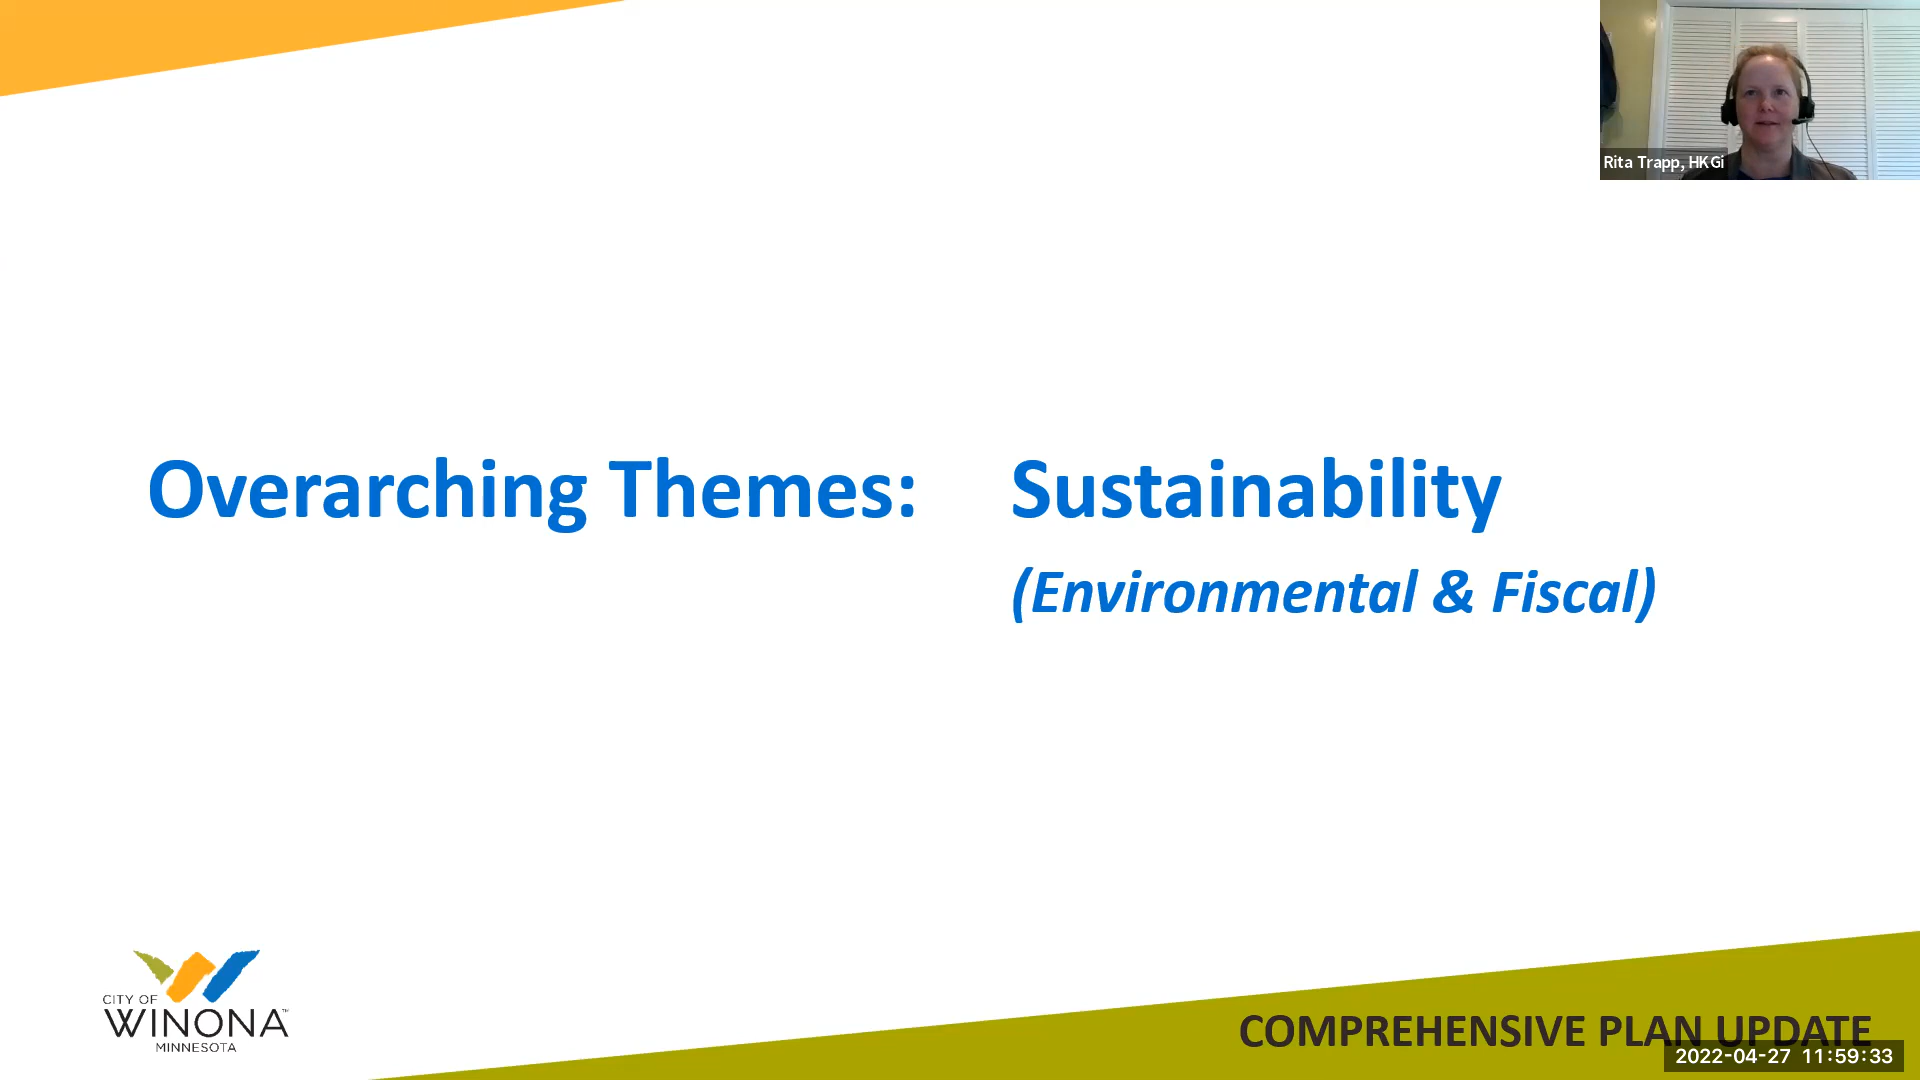 Rita Trapp, HKGi
Overarching Themes: Sustainability
(Environmental & Fiscal)
CITY OF
WINONA™
MINNESOTA
COMPREHENSIVE PLAN UPDATE
2022-04-27 11:59:33